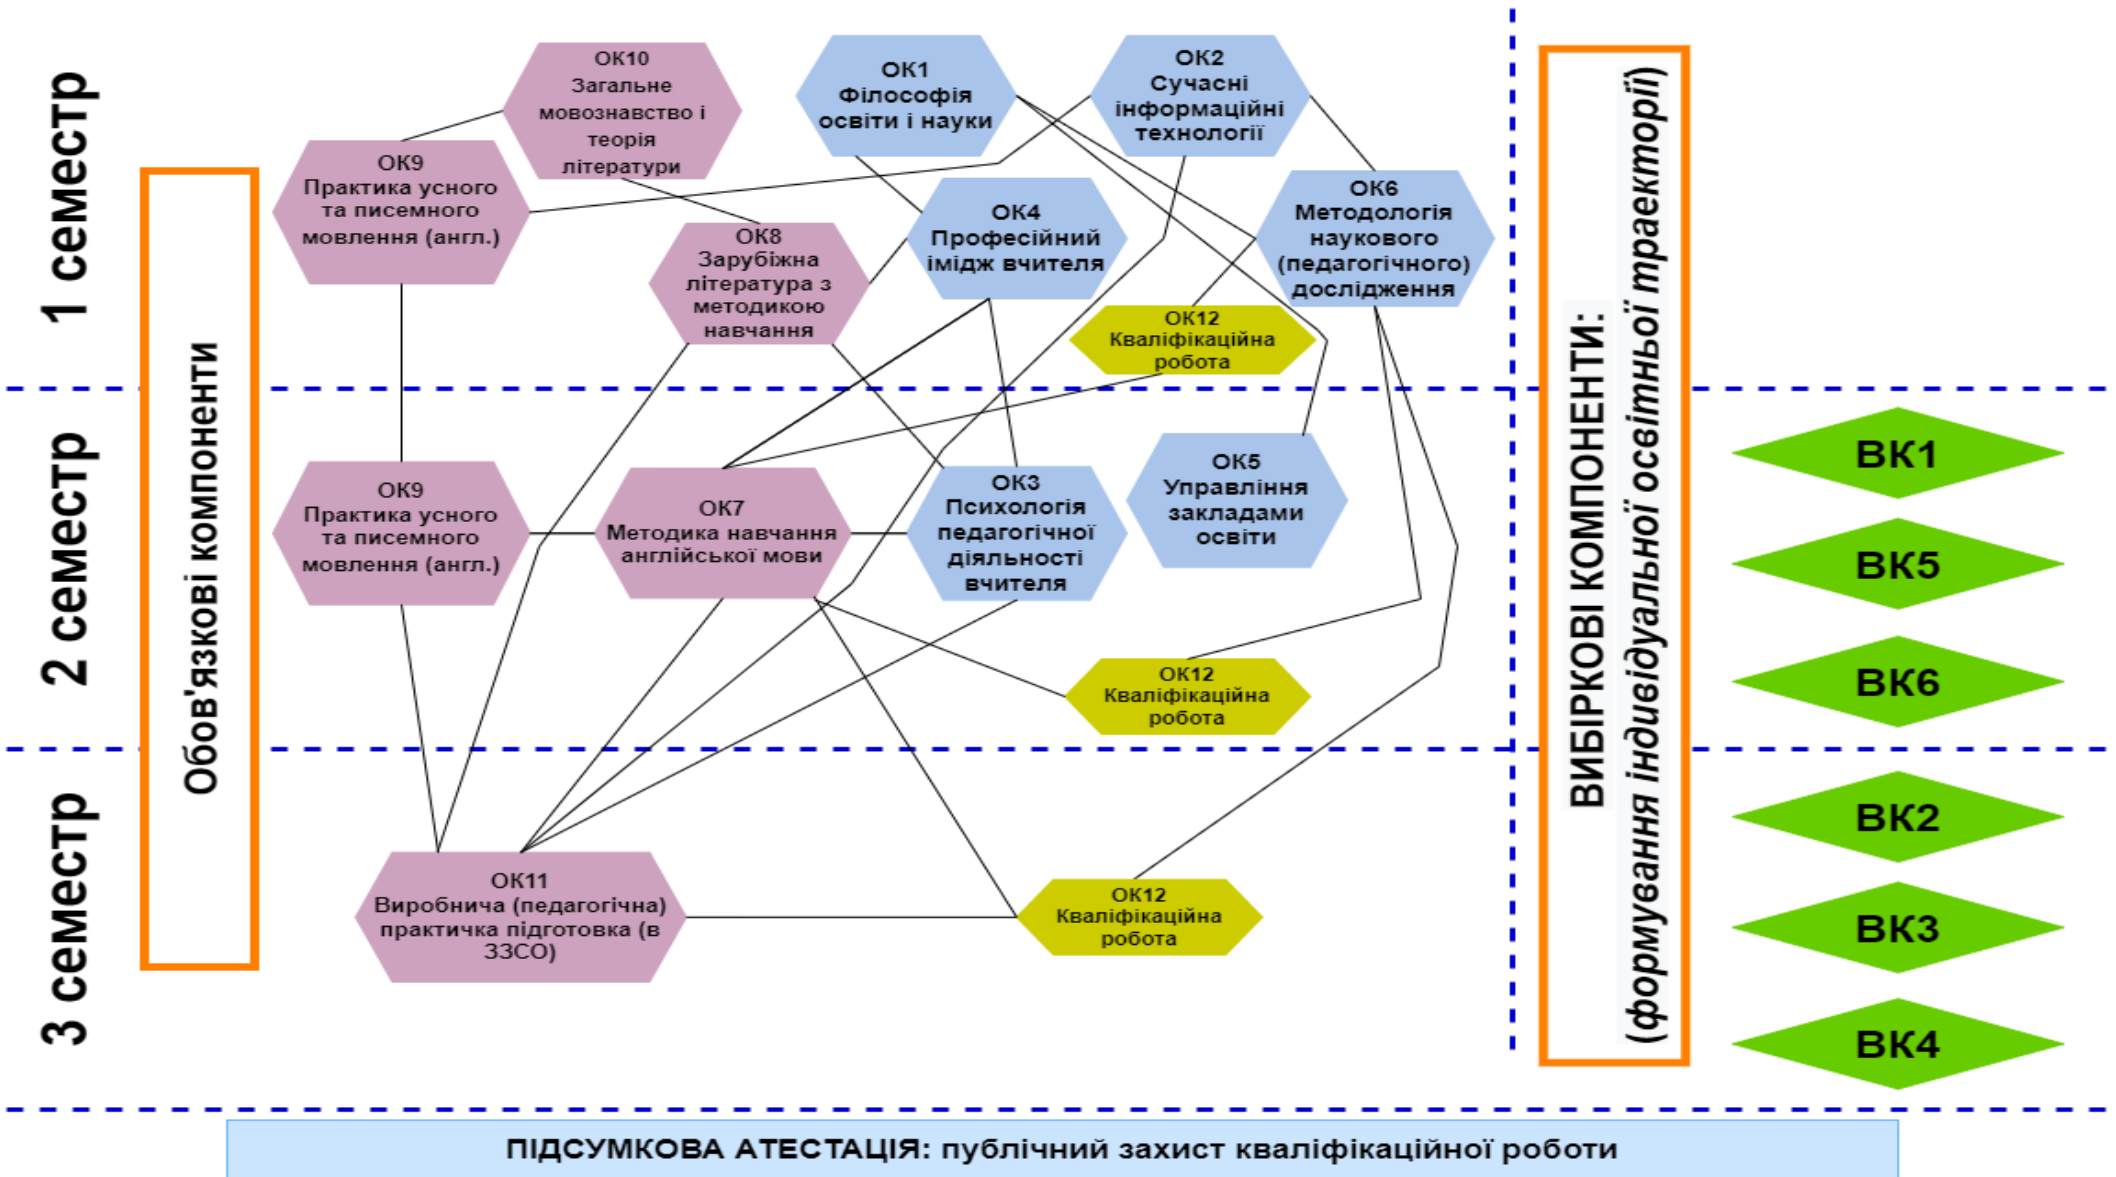 1 семестр
ОК10
Загальне
мовознавство і
теорія
літератури
ОК1
Філософія
освіти і науки
ОК2
Сучасні
інформаційні
технології
ОК9
Практика усного
та писемного
мовлення (англ.)
ОК8
Зарубіжна
література з
методикою
навчання
ОК4
Професійний
імідж вчителя
ОК6
Методологія
наукового
(педагогічного)
дослідження
ОК12
Кваліфікаційна
робота
Обов'язкові компоненти
2 семестр
ОК9
Практика усного
та писемного
мовлення (англ.)
ОК7
Методика навчання
англійської мови
ОК3
Психологія
педагогічної
діяльності
вчителя
ОК5
Управління
закладами
освіти
ОК12
Кваліфікаційна
робота
3 семестр
ОК11
Виробнича (педагогічна)
практичка підготовка (в
ЗЗСО)
ОК12
Кваліфікаційна
робота
ВИБІРКОВІ КОМПОНЕНТИ:
(формування індивідуальної освітньої траекторії)
ВК1
ВК5
ВК6
ВК2
ВК3
ВК4
ПІДСУМКОВА АТЕСТАЦІЯ: публічний захист кваліфікаційної роботи